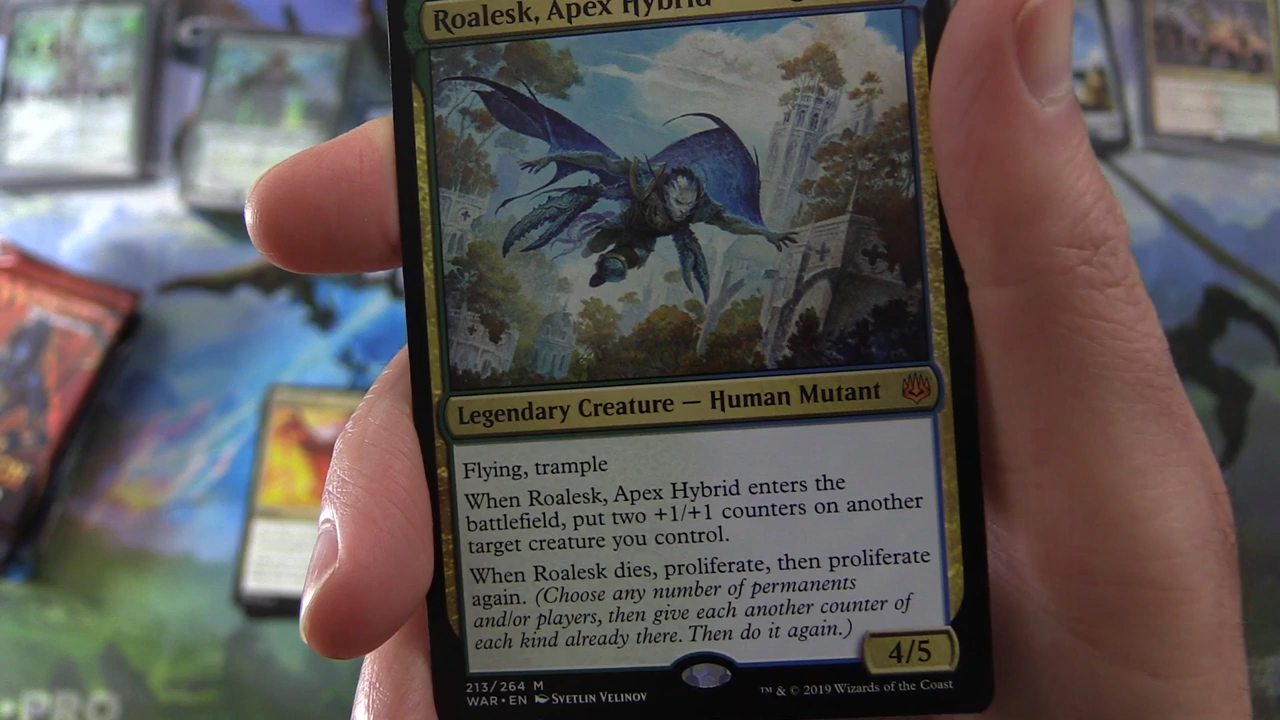 Roalesk, Apex Hybrid
Legendary Creature — Human Mutant
Flying, trample
When Roalesk, Apex Hybrid enters the
battlefield, put two +1/+1 counters on another
target creature you control.
When Roalesk dies, proliferate, then proliferate
again. (Choose any number of permanents
and/or players, then give each another counter of
each kind already there. Then do it again.)
4/5
213/264 M
WAR • EN Svetlin Velinov
™ & © 2019 Wizards of the Coast
PRO